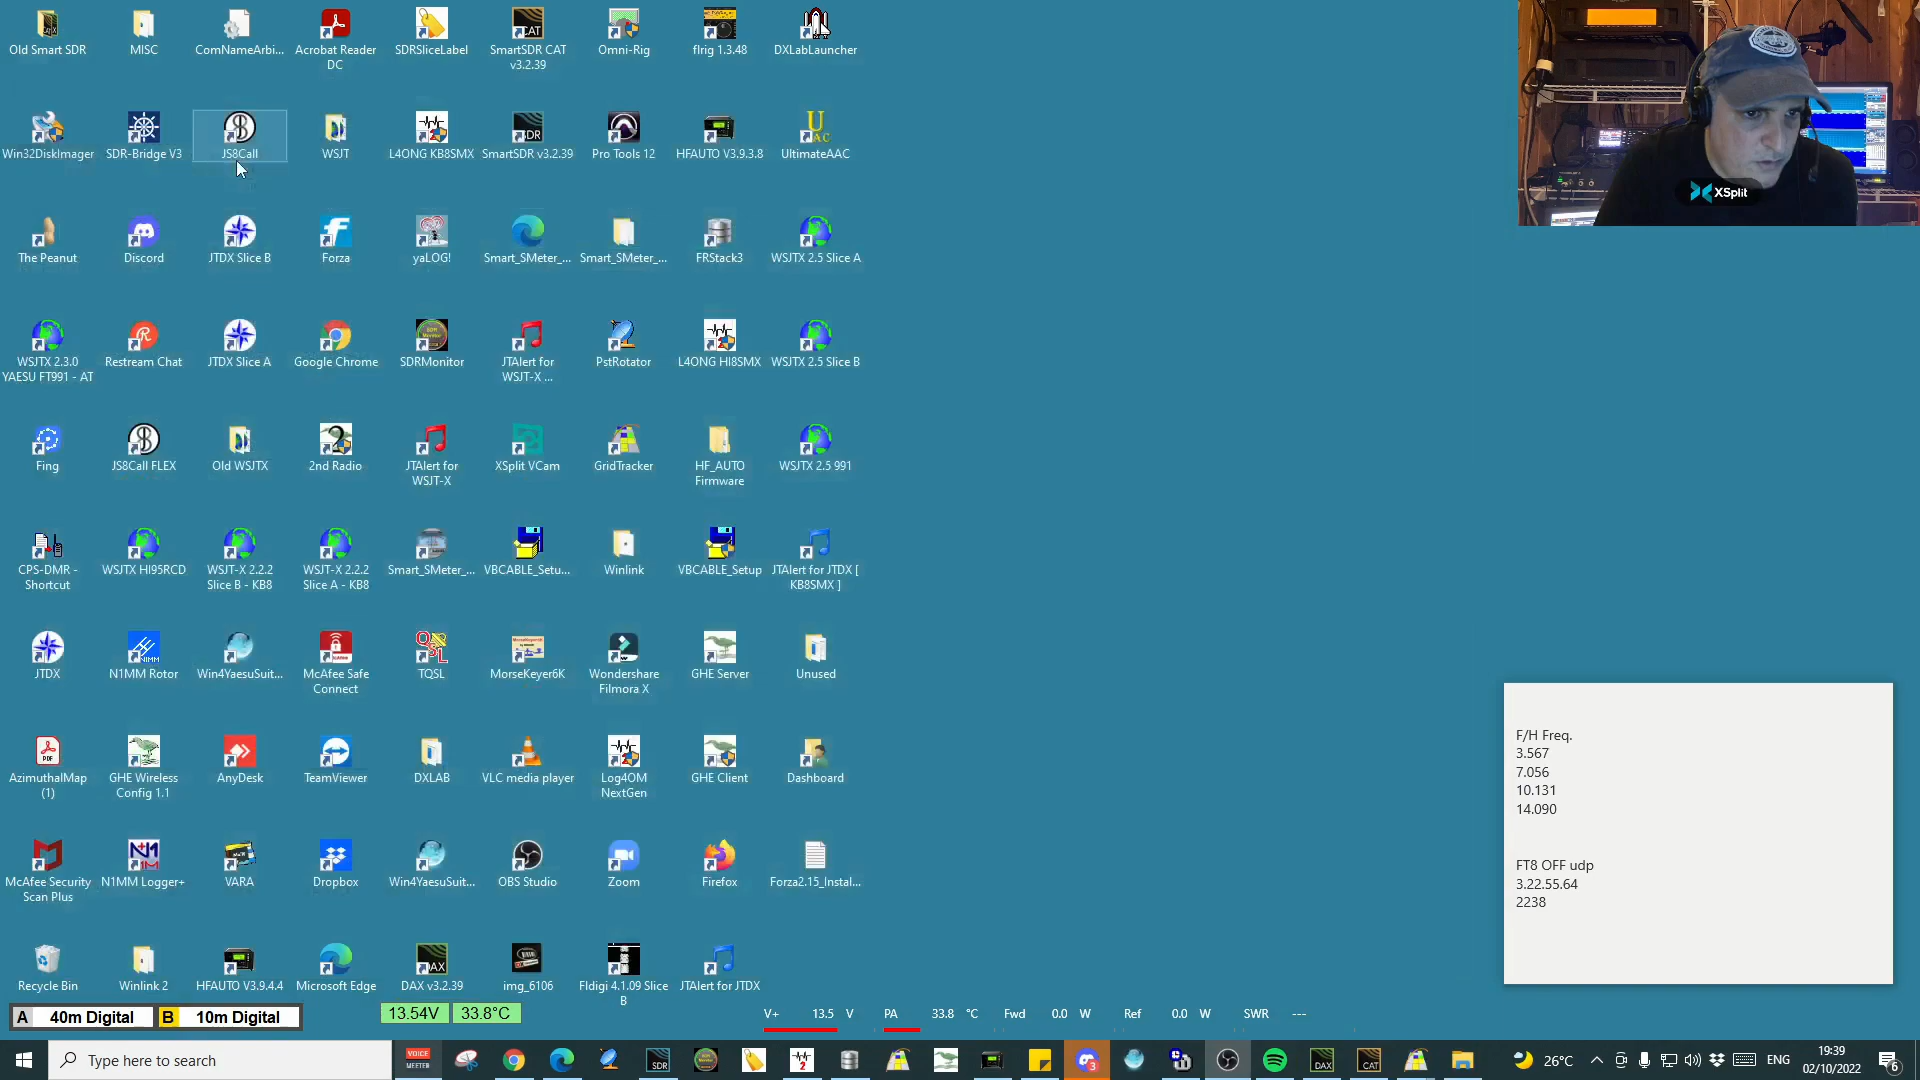 Old Smart SDR
MISC
ComNameArbi...
Acrobat Reader
DC
SDRSliceLabel
SmartSDR CAT
v3.2.39
Omni-Rig
flrig 1.3.48
DXLabLauncher
Win32DiskImager
SDR-Bridge V3
JS8Call
WSJT
L4ONG KB8SMX
SmartSDR v3.2.39
Pro Tools 12
HFAUTO V3.9.3.8
UltimateAAC
XSplit
The Peanut
Discord
JTDX Slice B
Forza
yaLOG!
Smart_SMeter_...
Smart_SMeter_...
FRStack3
WSJTX 2.5 Slice A
WSJTX 2.3.0
YAESU FT991 - AT
Restream Chat
JTDX Slice A
Google Chrome
SDRMonitor
JTAlert for
WSJT-X ...
PstRotator
L4ONG HI8SMX
WSJTX 2.5 Slice B
Fing
JS8Call FLEX
Old WSJTX
2nd Radio
JTAlert for
WSJT-X
XSplit VCam
GridTracker
HF_AUTO
Firmware
WSJTX 2.5 991
CPS-DMR -
Shortcut
WSJTX HI95RCD
WSJT-X 2.2.2
Slice B - KB8
WSJT-X 2.2.2
Slice A - KB8
Smart_SMeter_...
VBCABLE_Setu...
Winlink
VBCABLE_Setup
JTAlert for JTDX [
KB8SMX ]
JTDX
N1MM Rotor
Win4YaesuSuit...
McAfee Safe
Connect
TQSL
MorseKeyer6K
Wondershare
Filmora X
GHE Server
Unused
AzimuthalMap
(1)
GHE Wireless
Config 1.1
AnyDesk
TeamViewer
DXLAB
VLC media player
Log4OM
NextGen
GHE Client
Dashboard
F/H Freq.
3.567
7.056
10.131
14.090
FT8 OFF udp
3.22.55.64
2238
McAfee Security
Scan Plus
N1MM Logger+
VARA
Dropbox
Win4YaesuSuit...
OBS Studio
Zoom
Firefox
Forza2.15_Instal...
Recycle Bin
Winlink 2
HFAUTO V3.9.4.4
Microsoft Edge
DAX v3.2.39
img_6106
Fldigi 4.1.09 Slice
B
JTAlert for JTDX
A 40m Digital B 10m Digital
13.54V 33.8°C
V+ 13.5 V PA 33.8 °C Fwd 0.0 W Ref 0.0 W SWR ---
Type here to search
VOICE
MEETER
SDR
2
3
DAX
CAT
26°C
ENG
19:39
02/10/2022
6